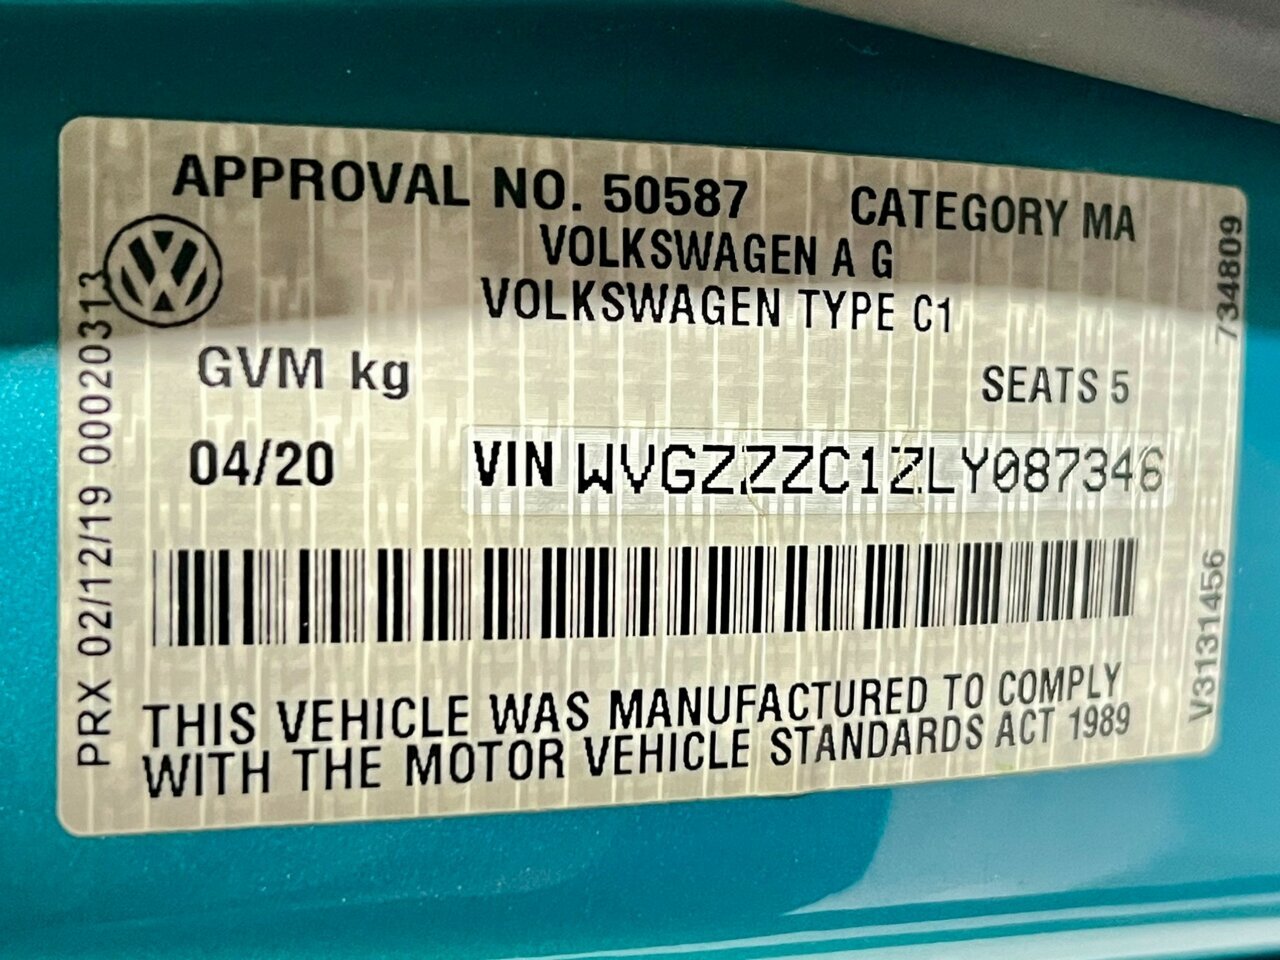 APPROVAL NO. 50587 CATEGORY MA
VOLKSWAGEN A G
VOLKSWAGEN TYPE C1
GVM kg SEATS 5
04/20 VIN WVGZZZC1ZLY087346
THIS VEHICLE WAS MANUFACTURED TO COMPLY
WITH THE MOTOR VEHICLE STANDARDS ACT 1989
PRX 02/12/19 00020313
734809
V3131456